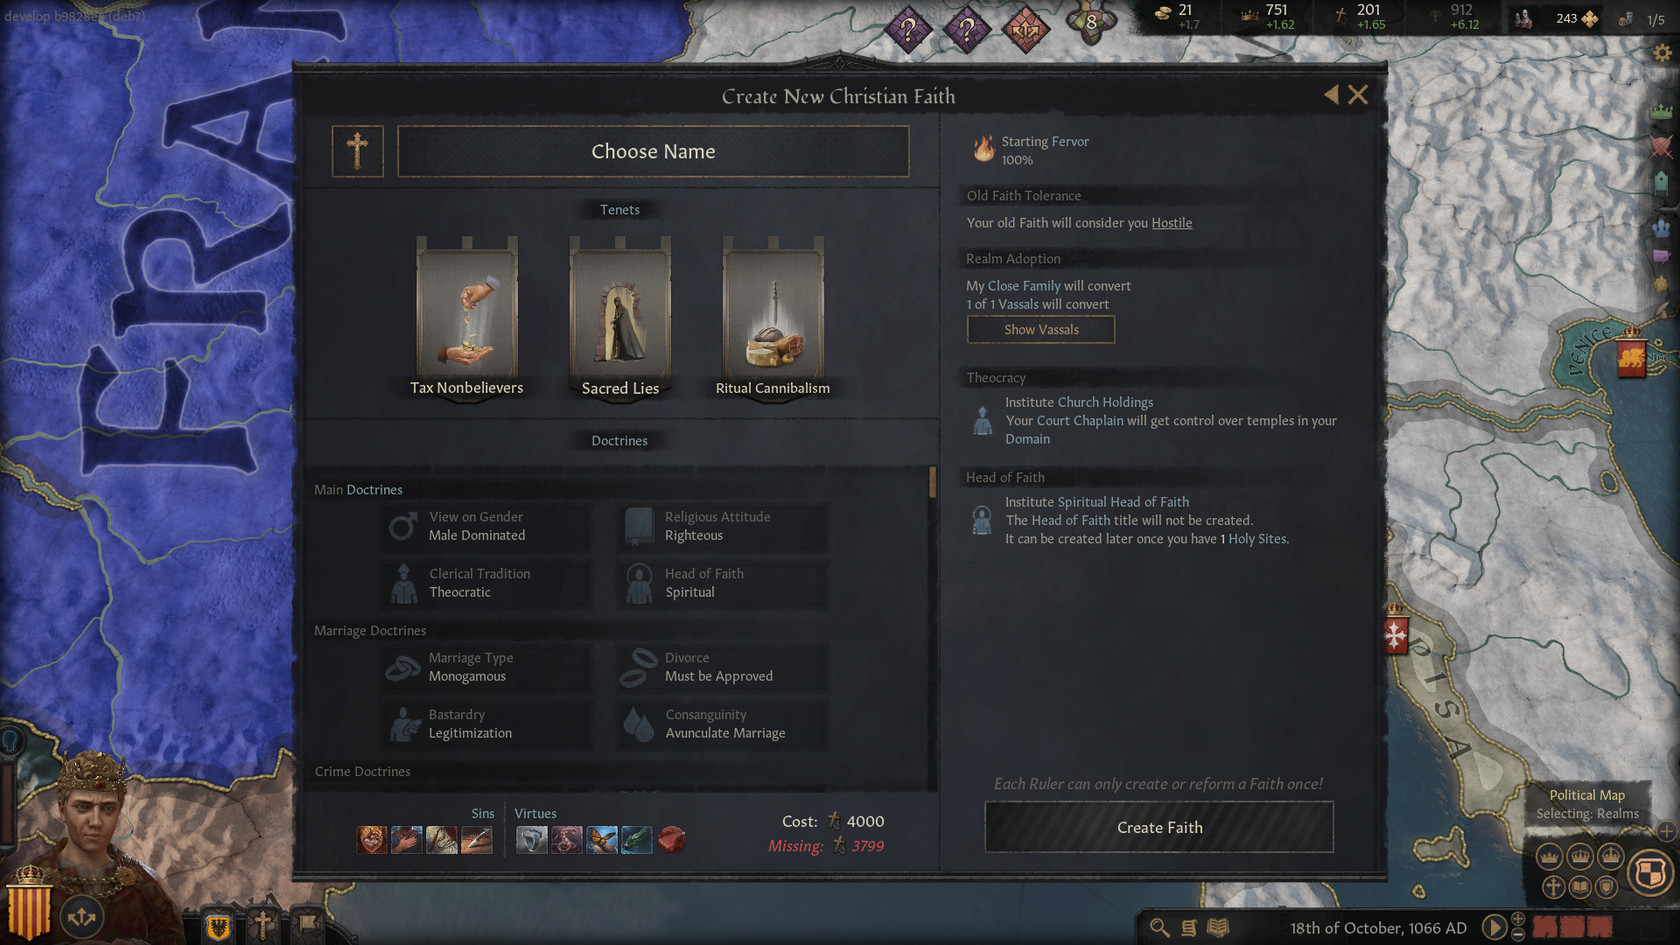 develop b9828e5 (deb7)
?
?
8
21
+1.7
751
+1.62
201
+1.65
912
+6.12
243
1/5
FRA
VENICE
PISA
Create New Christian Faith
Choose Name
Tenets
Tax Nonbelievers
Sacred Lies
Ritual Cannibalism
Doctrines
Main Doctrines
View on Gender
Male Dominated
Religious Attitude
Righteous
Clerical Tradition
Theocratic
Head of Faith
Spiritual
Marriage Doctrines
Marriage Type
Monogamous
Divorce
Must be Approved
Bastardry
Legitimization
Consanguinity
Avunculate Marriage
Crime Doctrines
Sins
Virtues
Cost: 4000
Missing: 3799
Starting Fervor
100%
Old Faith Tolerance
Your old Faith will consider you Hostile
Realm Adoption
My Close Family will convert
1 of 1 Vassals will convert
Show Vassals
Theocracy
Institute Church Holdings
Your Court Chaplain will get control over temples in your
Domain
Head of Faith
Institute Spiritual Head of Faith
The Head of Faith title will not be created.
It can be created later once you have 1 Holy Sites.
Each Ruler can only create or reform a Faith once!
Create Faith
Political Map
Selecting: Realms
18th of October, 1066 AD